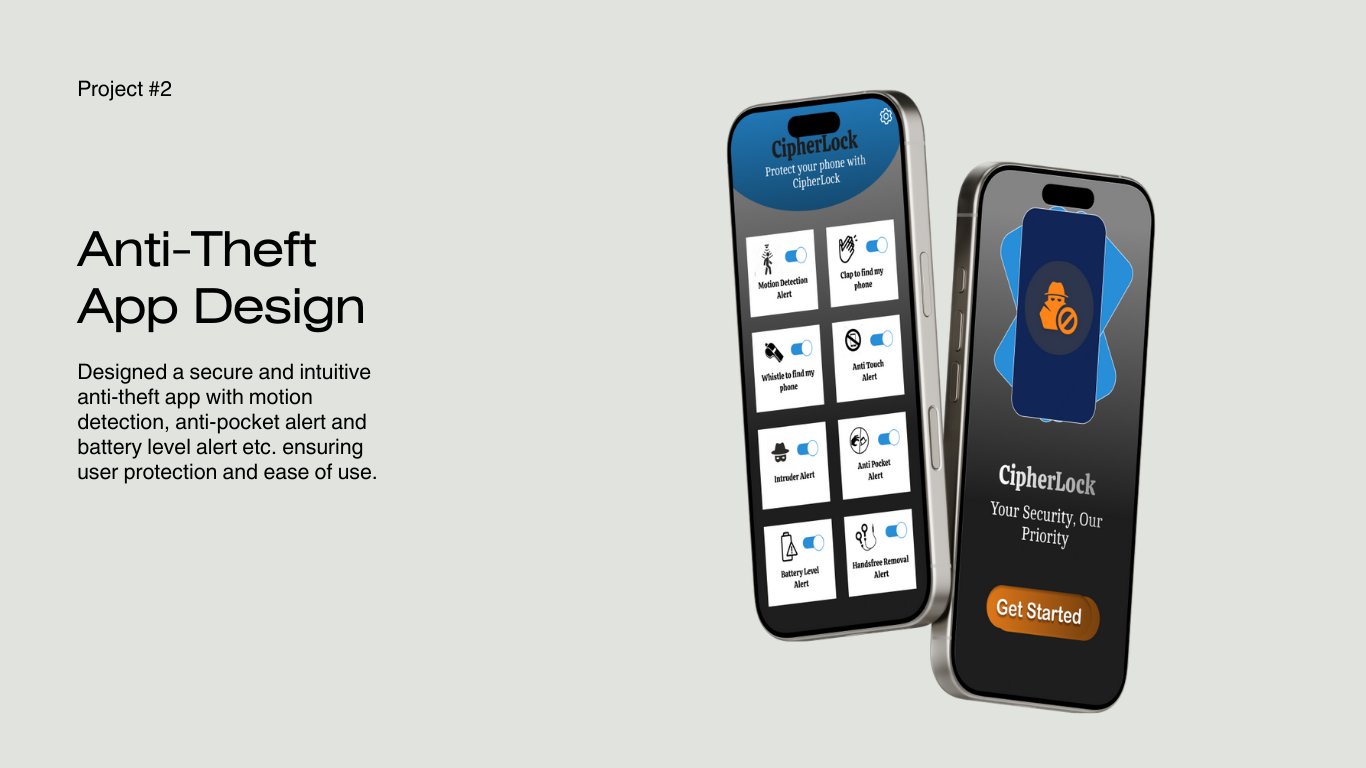 Project #2
Anti-Theft
App Design
Designed a secure and intuitive
anti-theft app with motion
detection, anti-pocket alert and
battery level alert etc. ensuring
user protection and ease of use.
CipherLock
Protect your phone with
CipherLock
Motion Detection
Alert
Clap to find my
phone
Whistle to find my
phone
Anti Touch
Alert
Intruder Alert
Anti Pocket
Alert
Battery Level
Alert
Handsfree Removal
Alert
CipherLock
Your Security, Our
Priority
Get Started